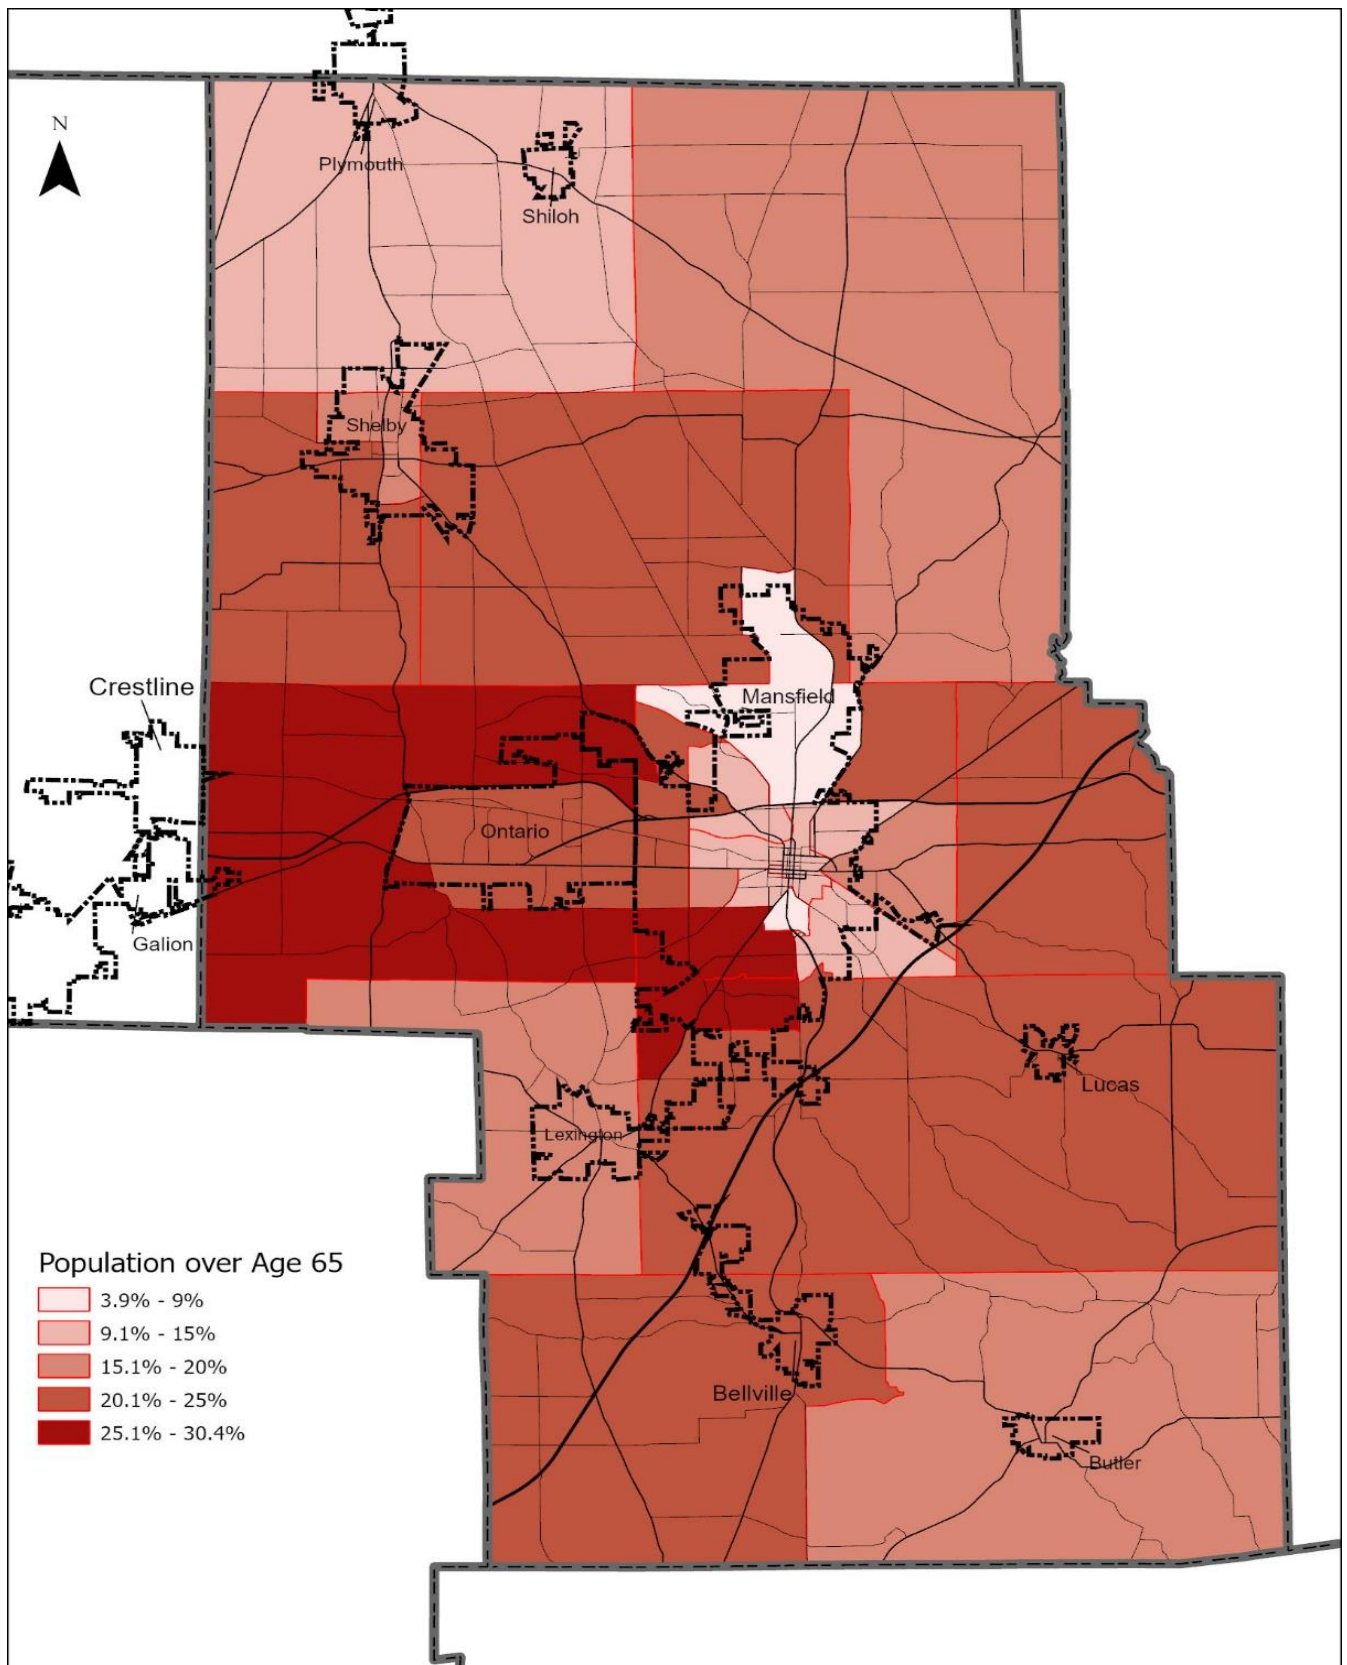 N
Plymouth
Shiloh
Shelby
Crestline
Mansfield
Ontario
Galion
Lucas
Lexington
Population over Age 65
3.9% - 9%
9.1% - 15%
15.1% - 20%
20.1% - 25%
25.1% - 30.4%
Bellville
Butler